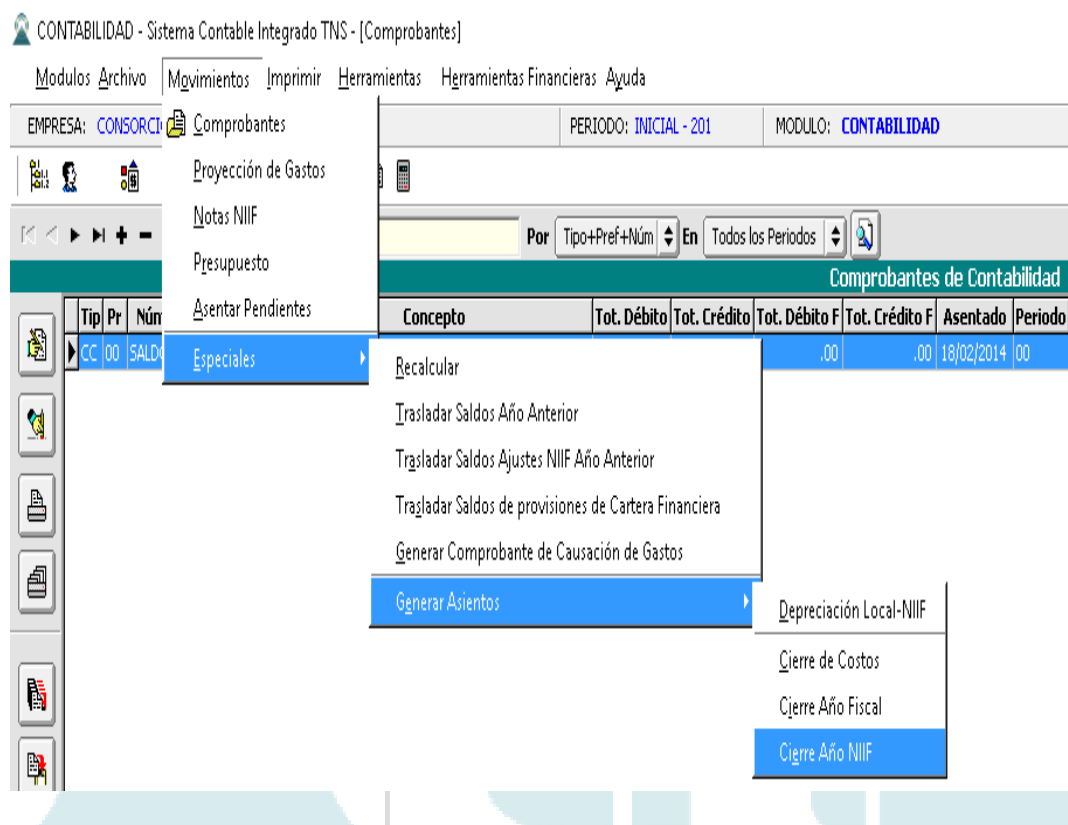 CONTABILIDAD - Sistema Contable Integrado TNS - [Comprobantes]
Modulos Archivo Movimientos Imprimir Herramientas Herramientas Financieras Ayuda
EMPRESA: CONSORCI PERIODO: INICIAL - 201 MODULO: CONTABILIDAD
Comprobantes
Proyección de Gastos
Notas NIIF
Presupuesto
Asentar Pendientes
Especiales
Por Tipo+Pref+Núm En Todos los Periodos
Comprobantes de Contabilidad
Tip Pr Núm Concepto Tot. Débito Tot. Crédito Tot. Débito F Tot. Crédito F Asentado Periodo
CC 00 SALDO .00 .00 18/02/2014 00
Recalcular
Trasladar Saldos Año Anterior
Trasladar Saldos Ajustes NIIF Año Anterior
Trasladar Saldos de provisiones de Cartera Financiera
Generar Comprobante de Causación de Gastos
Generar Asientos
Depreciación Local-NIIF
Cierre de Costos
Cierre Año Fiscal
Cierre Año NIIF